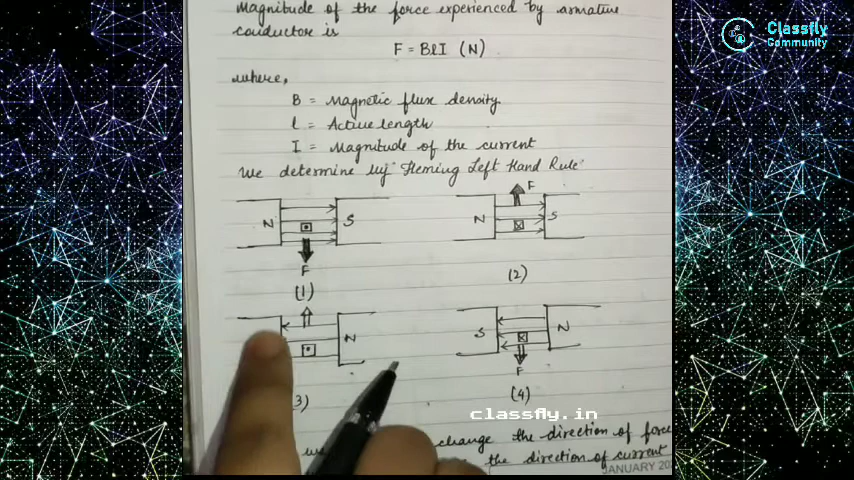 Magnitude of the force experienced by armature
conductor is
F = BlI (N)
where,
B = Magnetic flux density
l = Active length
I = Magnitude of the current
We determine by "Fleming Left Hand Rule"
N S
F
(1)
F
N S
(2)
N
(3)
S N
F
(4)
change the direction of force
the direction of current
JANUARY 202
classfly.in
Classfly
Community